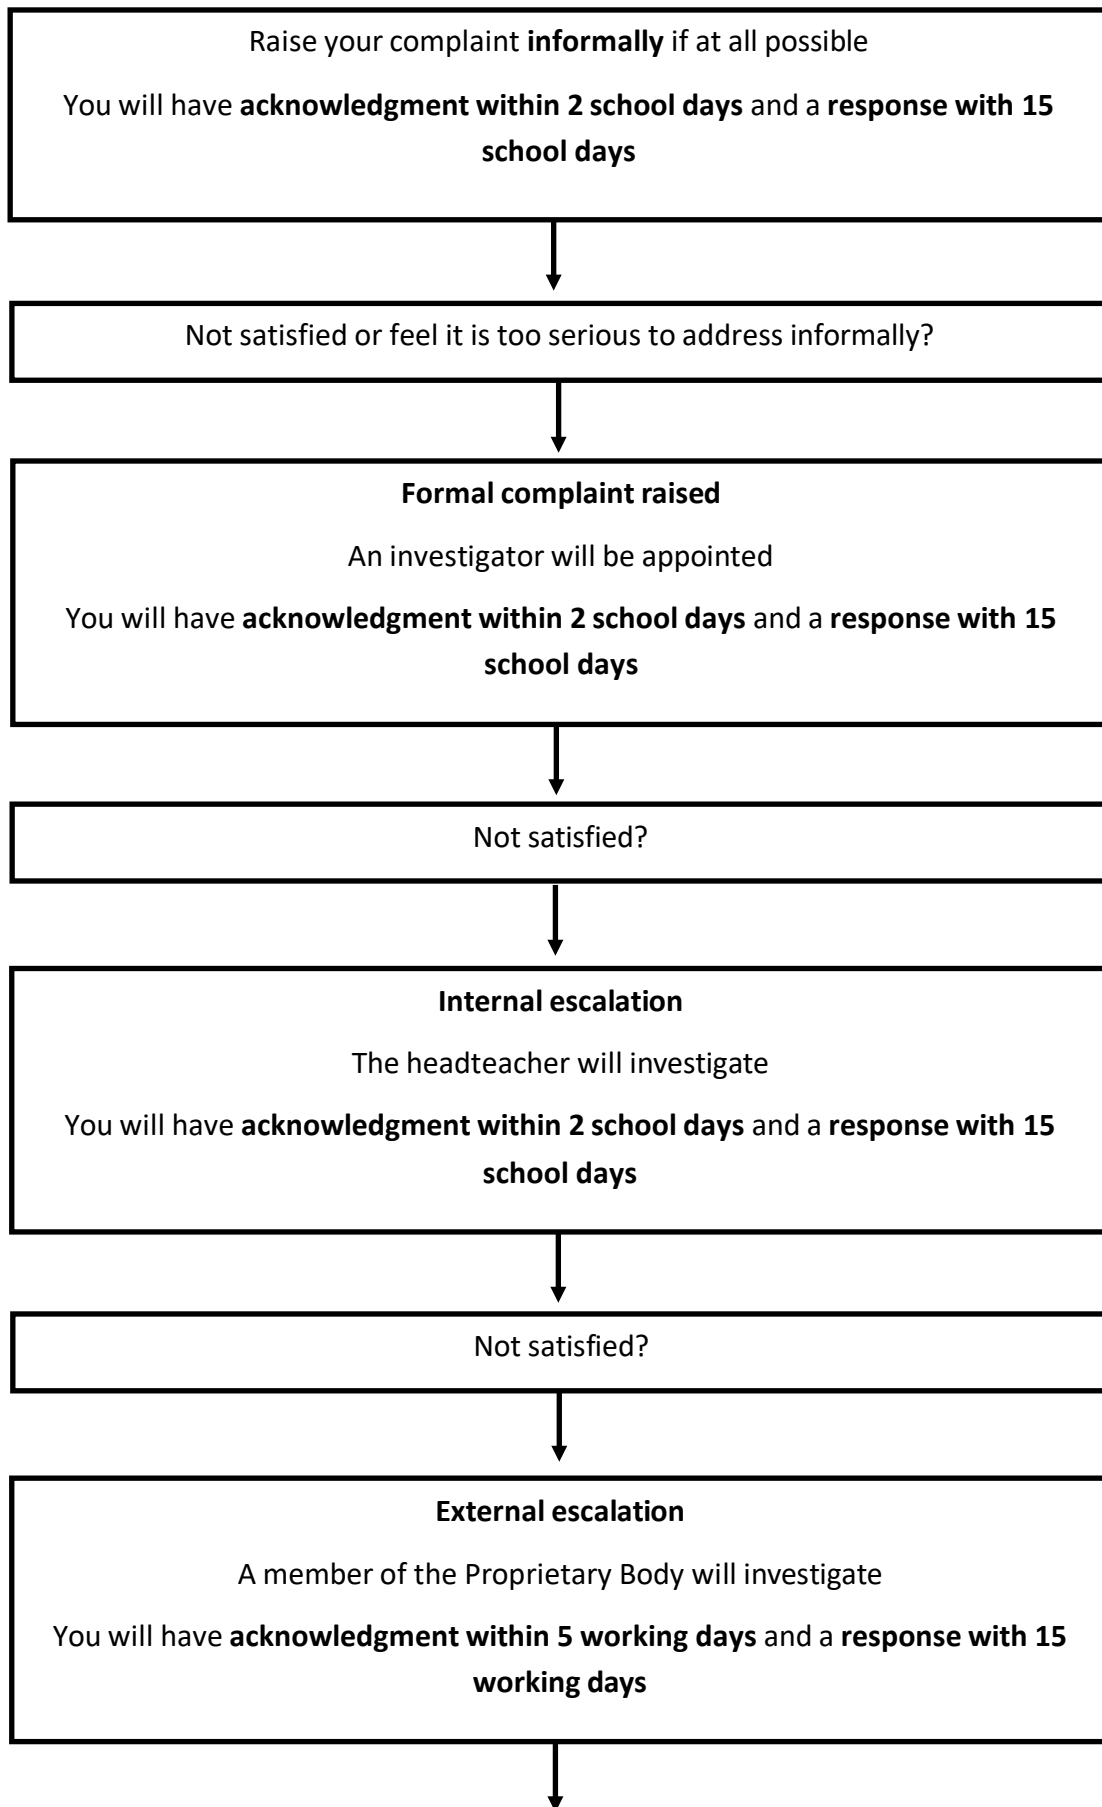 Raise your complaint informally if at all possible
You will have acknowledgment within 2 school days and a response with 15
school days
Not satisfied or feel it is too serious to address informally?
Formal complaint raised
An investigator will be appointed
You will have acknowledgment within 2 school days and a response with 15
school days
Not satisfied?
Internal escalation
The headteacher will investigate
You will have acknowledgment within 2 school days and a response with 15
school days
Not satisfied?
External escalation
A member of the Proprietary Body will investigate
You will have acknowledgment within 5 working days and a response with 15
working days